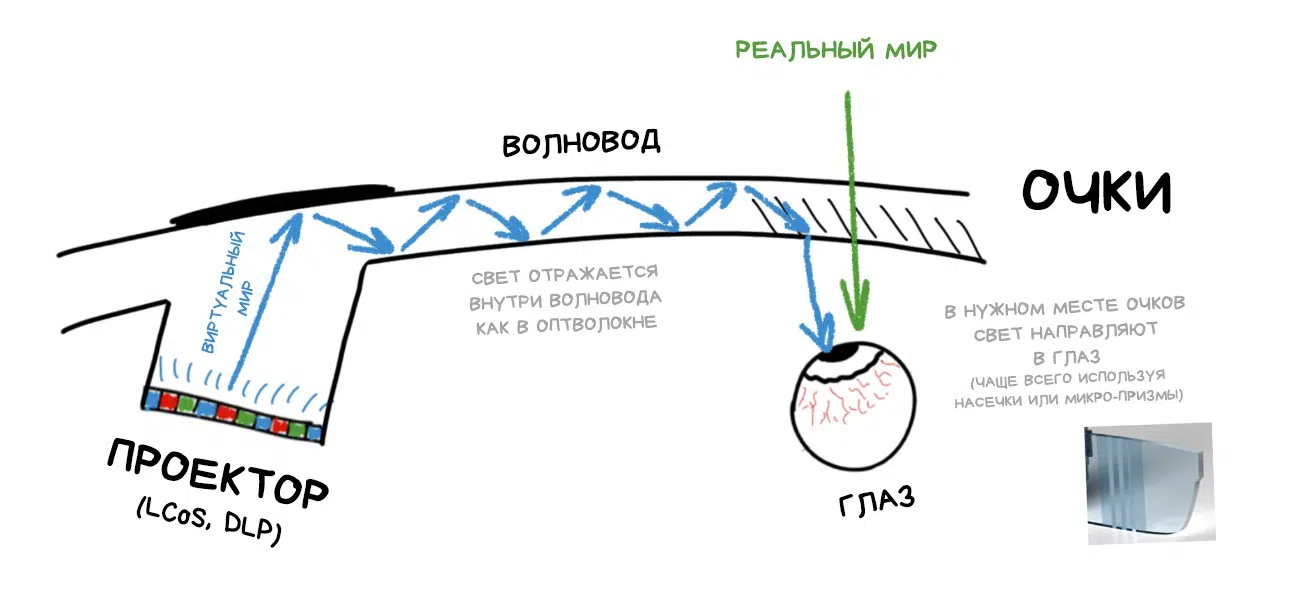 РЕАЛЬНЫЙ МИР
ВОЛНОВОД
ОЧКИ
ВИРТУАЛЬНЫЙ
МИР
СВЕТ ОТРАЖАЕТСЯ
ВНУТРИ ВОЛНОВОДА
КАК В ОПТВОЛОКНЕ
В НУЖНОМ МЕСТЕ ОЧКОВ
СВЕТ НАПРАВЛЯЮТ
В ГЛАЗ
(ЧАЩЕ ВСЕГО ИСПОЛЬЗУЯ
НАСЕЧКИ ИЛИ МИКРО-ПРИЗМЫ)
ПРОЕКТОР
(LCoS, DLP)
ГЛАЗ